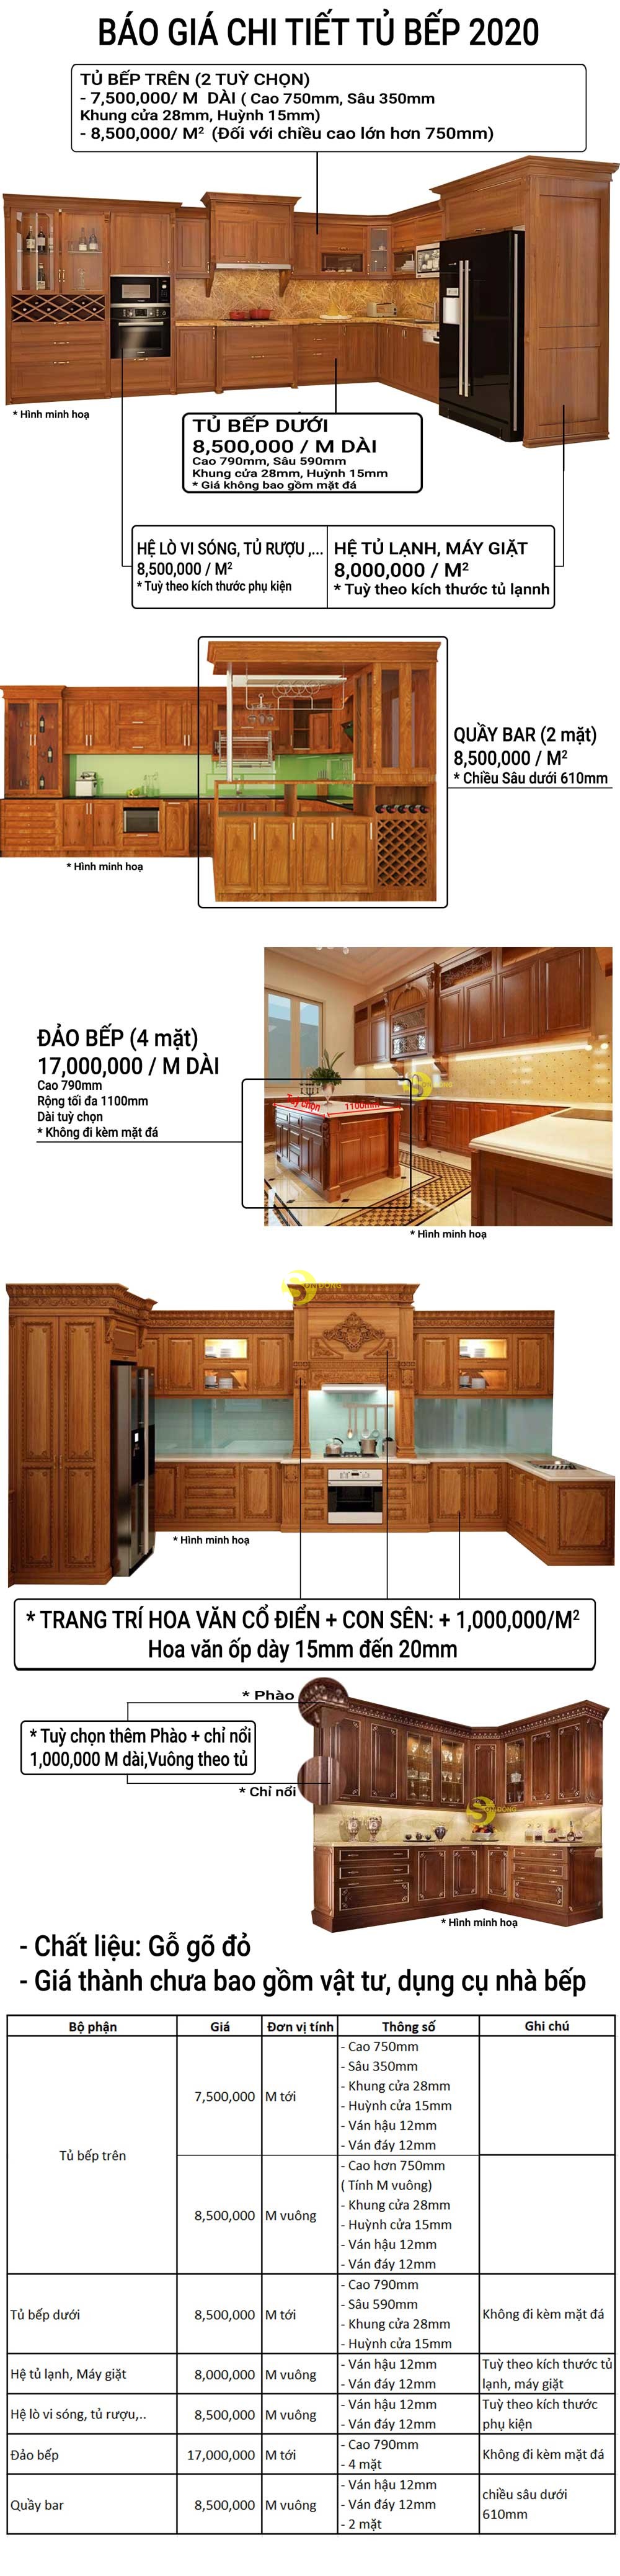 BÁO GIÁ CHI TIẾT TỦ BẾP 2020
TỦ BẾP TRÊN (2 TUỲ CHỌN)
- 7,500,000/ M DÀI ( Cao 750mm, Sâu 350mm
Khung cửa 28mm, Huỳnh 15mm)
- 8,500,000/ M² (Đối với chiều cao lớn hơn 750mm)
* Hình minh hoạ
TỦ BẾP DƯỚI
8,500,000 / M DÀI
Cao 790mm, Sâu 590mm
Khung cửa 28mm, Huỳnh 15mm
* Giá không bao gồm mặt đá
HỆ LÒ VI SÓNG, TỦ RƯỢU ,...
8,500,000 / M²
* Tuỳ theo kích thước phụ kiện
HỆ TỦ LẠNH, MÁY GIẶT
8,000,000 / M²
* Tuỳ theo kích thước tủ lạnnh
QUẦY BAR (2 mặt)
8,500,000 / M²
* Chiều Sâu dưới 610mm
* Hình minh hoạ
ĐẢO BẾP (4 mặt)
17,000,000 / M DÀI
Cao 790mm
Rộng tối đa 1100mm
Dài tuỳ chọn
* Không đi kèm mặt đá
Tuỳ chọn
1100mm
* Hình minh hoạ
* Hình minh hoạ
* TRANG TRÍ HOA VĂN CỔ ĐIỂN + CON SÊN: + 1,000,000/M²
Hoa văn ốp dày 15mm đến 20mm
* Phào
* Tuỳ chọn thêm Phào + chỉ nổi
1,000,000 M dài,Vuông theo tủ
* Chỉ nổi
* Hình minh hoạ
- Chất liệu: Gỗ gõ đỏ
- Giá thành chưa bao gồm vật tư, dụng cụ nhà bếp
Bộ phận Giá Đơn vị tính Thông số Ghi chú
Tủ bếp trên
7,500,000 M tới
- Cao 750mm
- Sâu 350mm
- Khung cửa 28mm
- Huỳnh cửa 15mm
- Ván hậu 12mm
- Ván đáy 12mm
8,500,000 M vuông
- Cao hơn 750mm
( Tính M vuông)
- Khung cửa 28mm
- Huỳnh cửa 15mm
- Ván hậu 12mm
- Ván đáy 12mm
Tủ bếp dưới 8,500,000 M tới
- Cao 790mm
- Sâu 590mm
- Khung cửa 28mm
- Huỳnh cửa 15mm
Không đi kèm mặt đá
Hệ tủ lạnh, Máy giặt 8,000,000 M vuông
- Ván hậu 12mm
- Ván đáy 12mm
Tuỳ theo kích thước tủ
lạnh, máy giặt
Hệ lò vi sóng, tủ rượu,.. 8,500,000 M vuông
- Ván hậu 12mm
- Ván đáy 12mm
Tuỳ theo kích thước
phụ kiện
Đảo bếp 17,000,000 M tới
- Cao 790mm
- 4 mặt
Không đi kèm mặt đá
Quầy bar 8,500,000 M vuông
- Ván hậu 12mm
- Ván đáy 12mm
- 2 mặt
chiều sâu dưới
610mm